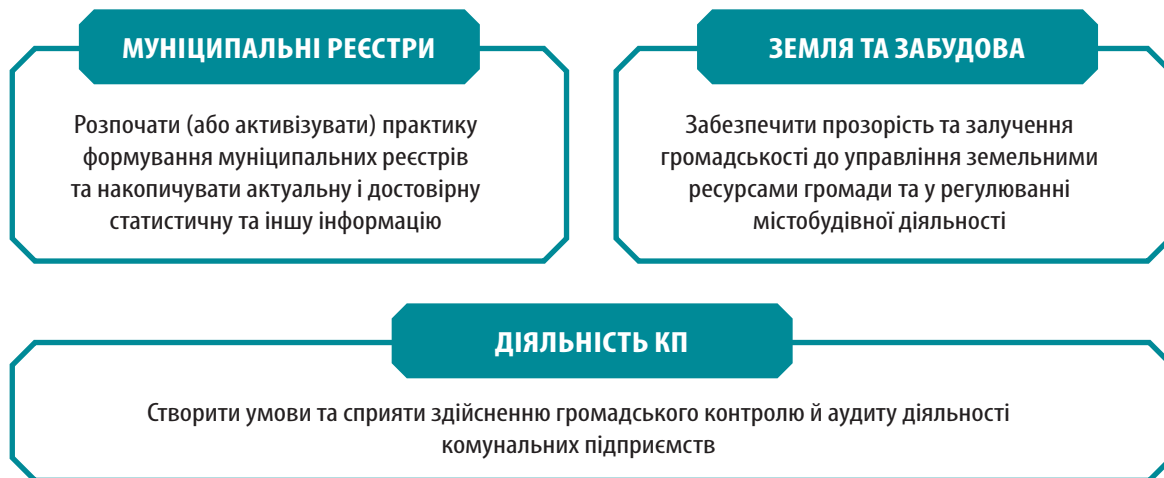 МУНІЦИПАЛЬНІ РЕЄСТРИ
Розпочати (або активізувати) практику
формування муніципальних реєстрів
та накопичувати актуальну і достовірну
статистичну та іншу інформацію
ЗЕМЛЯ ТА ЗАБУДОВА
Забезпечити прозорість та залучення
громадськості до управління земельними
ресурсами громади та у регулюванні
містобудівної діяльності
ДІЯЛЬНІСТЬ КП
Створити умови та сприяти здійсненню громадського контролю й аудиту діяльності
комунальних підприємств